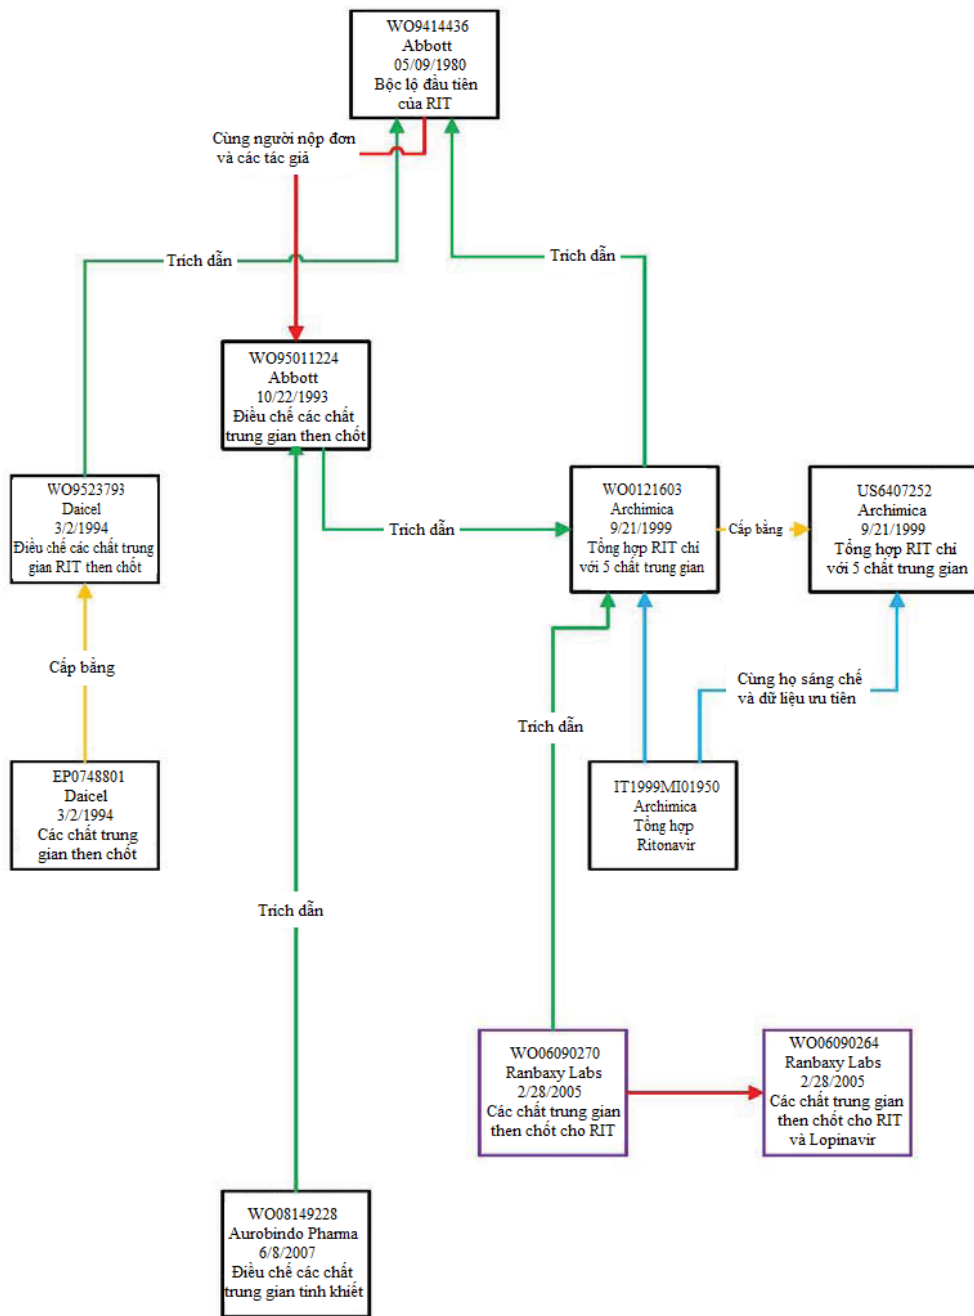 WO9414436
Abbott
05/09/1980
Bộc lộ đầu tiên
của RIT
Cùng người nộp đơn
và các tác giả
Trích dẫn
Trích dẫn
WO95011224
Abbott
10/22/1993
Điều chế các chất
trung gian then chốt
WO9523793
Daicel
3/2/1994
Điều chế các chất trung
gian RIT then chốt
Trích dẫn
WO0121603
Archimica
9/21/1999
Tổng hợp RIT chỉ
với 5 chất trung gian
Cấp bằng
US6407252
Archimica
9/21/1999
Tổng hợp RIT chỉ
với 5 chất trung gian
Cấp bằng
Cùng họ sáng chế
và dữ liệu ưu tiên
Trích dẫn
EP0748801
Daicel
3/2/1994
Các chất trung
gian then chốt
IT1999MI01950
Archimica
Tổng hợp
Ritonavir
Trích dẫn
WO06090270
Ranbaxy Labs
2/28/2005
Các chất trung gian
then chốt cho RIT
WO06090264
Ranbaxy Labs
2/28/2005
Các chất trung gian
then chốt cho RIT
và Lopinavir
WO08149228
Aurobindo Pharma
6/8/2007
Điều chế các chất
trung gian tinh khiết